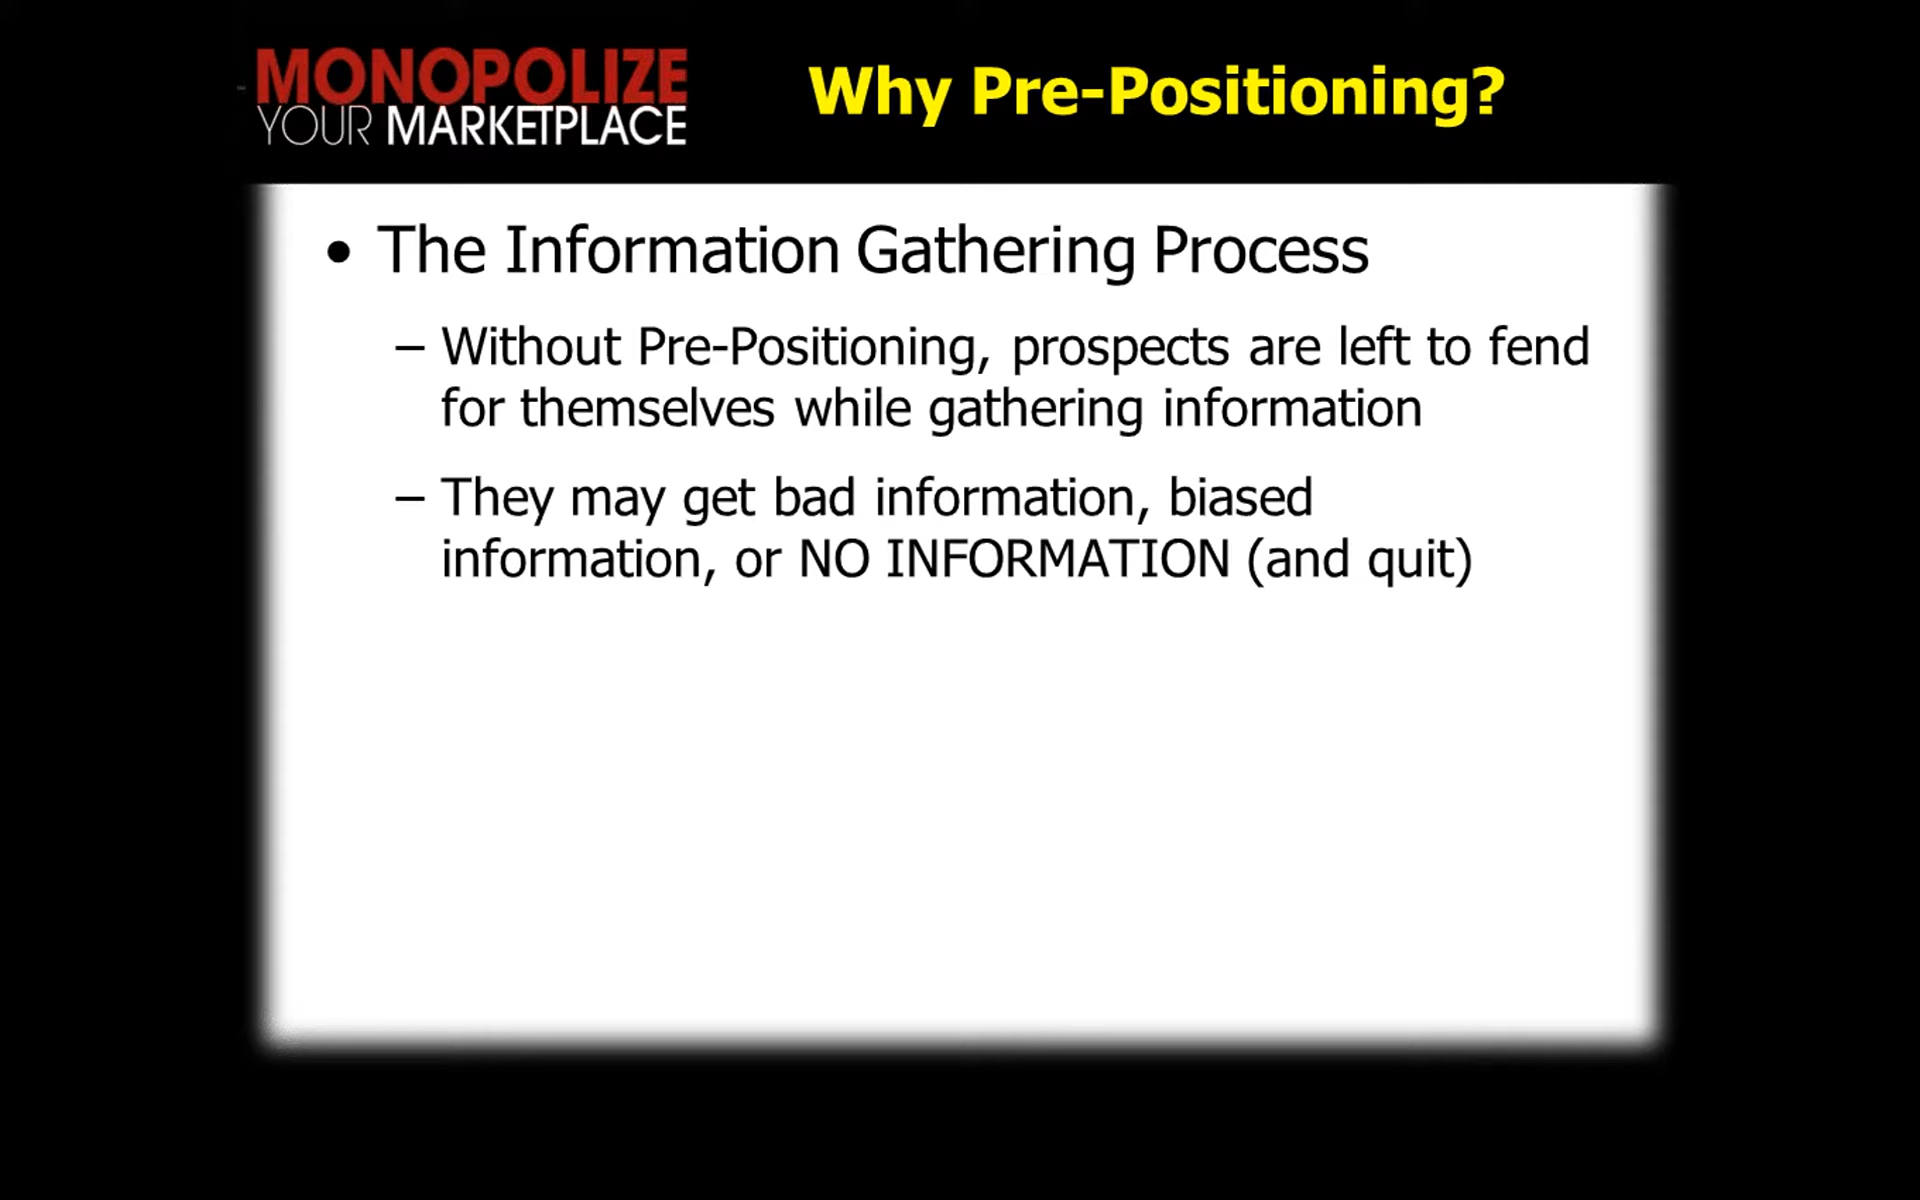 MONOPOLIZE
YOUR MARKETPLACE
Why Pre-Positioning?
• The Information Gathering Process
– Without Pre-Positioning, prospects are left to fend
for themselves while gathering information
– They may get bad information, biased
information, or NO INFORMATION (and quit)